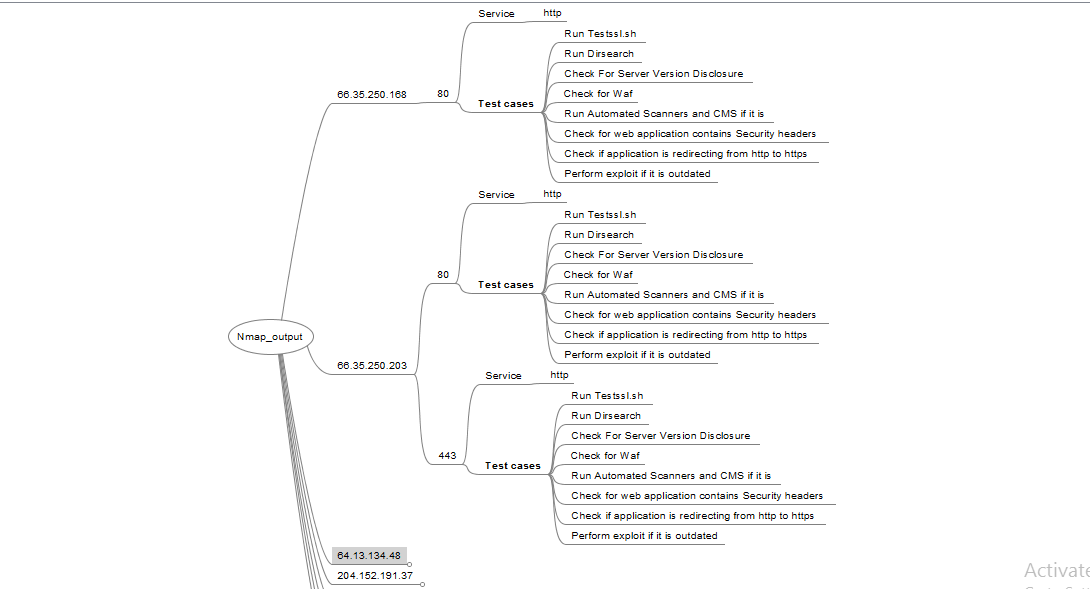 Service http
Run Testssl.sh
Run Dirsearch
Check For Server Version Disclosure
66.35.250.168 80 Check for Waf
Test cases
Run Automated Scanners and CMS if it is
Check for web application contains Security headers
Check if application is redirecting from http to https
Perform exploit if it is outdated
Service http
Run Testssl.sh
Run Dirsearch
Check For Server Version Disclosure
80 Check for Waf
Test cases
Run Automated Scanners and CMS if it is
Check for web application contains Security headers
Nmap_output
Check if application is redirecting from http to https
Perform exploit if it is outdated
66.35.250.203
Service http
Run Testssl.sh
Run Dirsearch
Check For Server Version Disclosure
443 Check for Waf
Test cases
Run Automated Scanners and CMS if it is
Check for web application contains Security headers
Check if application is redirecting from http to https
Perform exploit if it is outdated
64.13.134.48
204.152.191.37
Activate